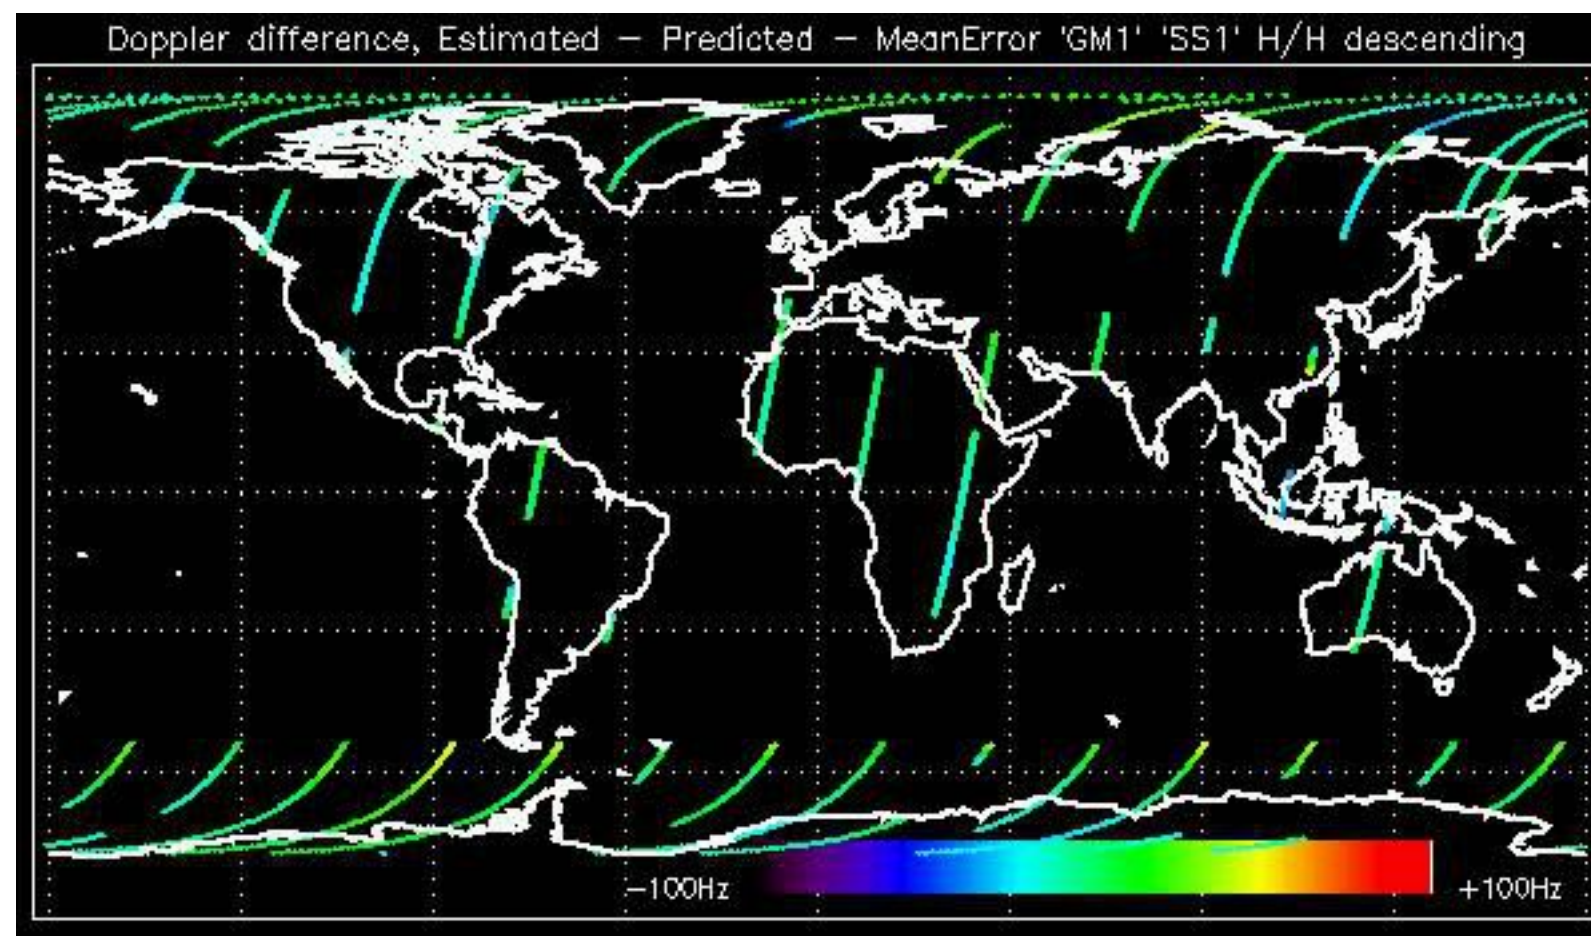 Doppler difference, Estimated – Predicted – MeanError 'GM1' 'SS1' H/H descending
–100Hz
+100Hz